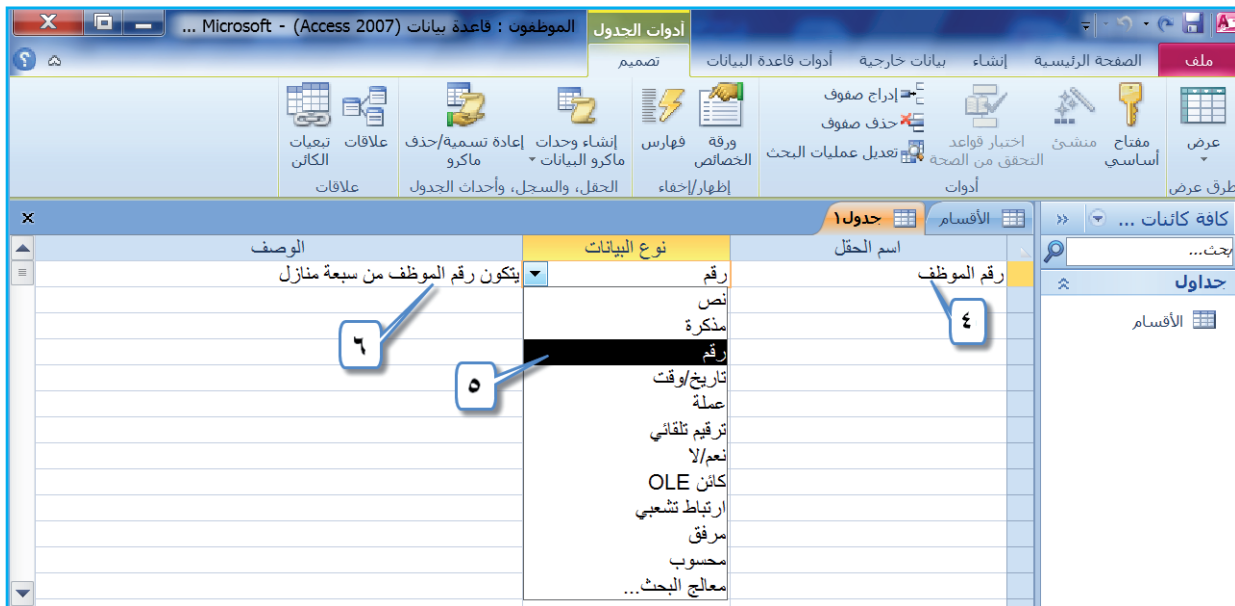 الموظفون : قاعدة بيانات (Access 2007) - Microsoft ...
أدوات الجدول
ملف
الصفحة الرئيسية
إنشاء
بيانات خارجية
أدوات قاعدة البيانات
تصميم
عرض
مفتاح أساسي
منشئ
اختبار قواعد التحقق من الصحة
إدراج صفوف
حذف صفوف
تعديل عمليات البحث
ورقة الخصائص
فهارس
إنشاء وحدات ماكرو البيانات
إعادة تسمية/حذف ماكرو
علاقات
تبعيات الكائن
طرق عرض
أدوات
إظهار/إخفاء
الحقل، والسجل، وأحداث الجدول
علاقات
كافة كائنات ...
بحث...
جداول
الأقسام
الأقسام
جدول١
اسم الحقل
نوع البيانات
الوصف
رقم الموظف
رقم
يتكون رقم الموظف من سبعة منازل
نص
مذكرة
رقم
تاريخ/وقت
عملة
ترقيم تلقائي
نعم/لا
كائن OLE
ارتباط تشعبي
مرفق
محسوب
معالج البحث...
٤
٥
٦